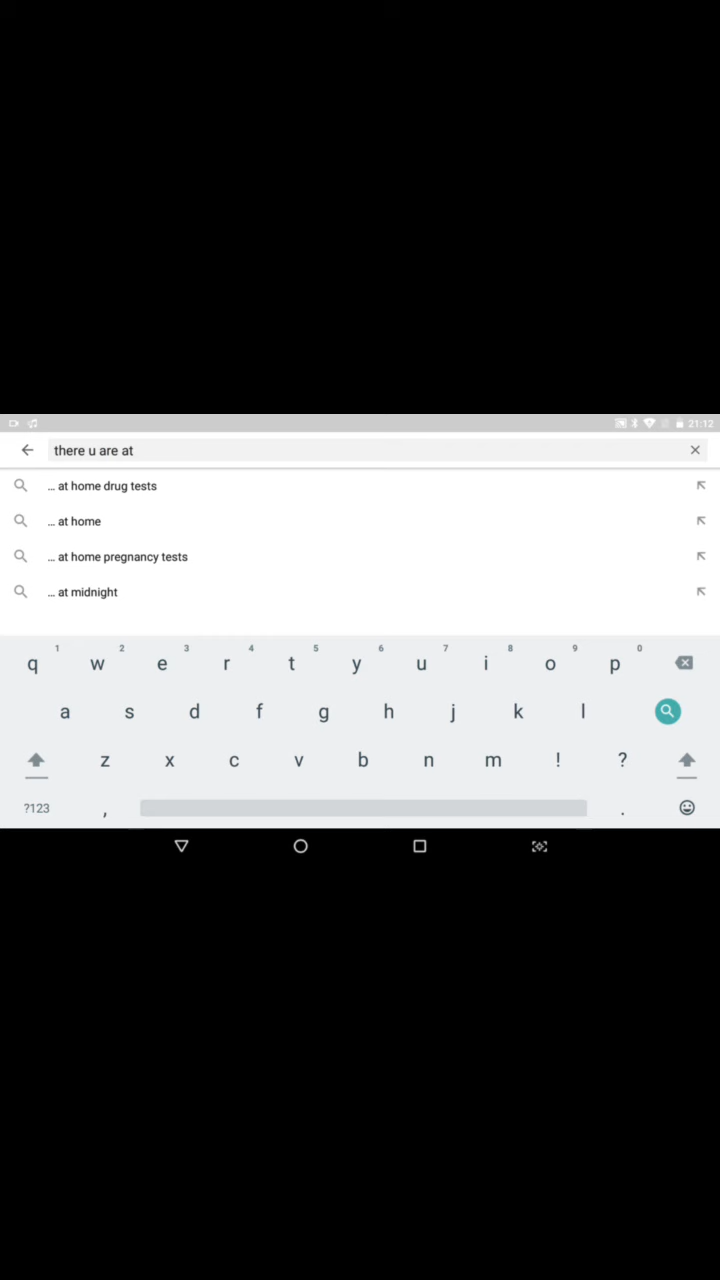 21:12
there u are at
... at home drug tests
... at home
... at home pregnancy tests
... at midnight
1 2 3 4 5 6 7 8 9 0
q w e r t y u i o p
a s d f g h j k l
z x c v b n m ! ?
?123 , .